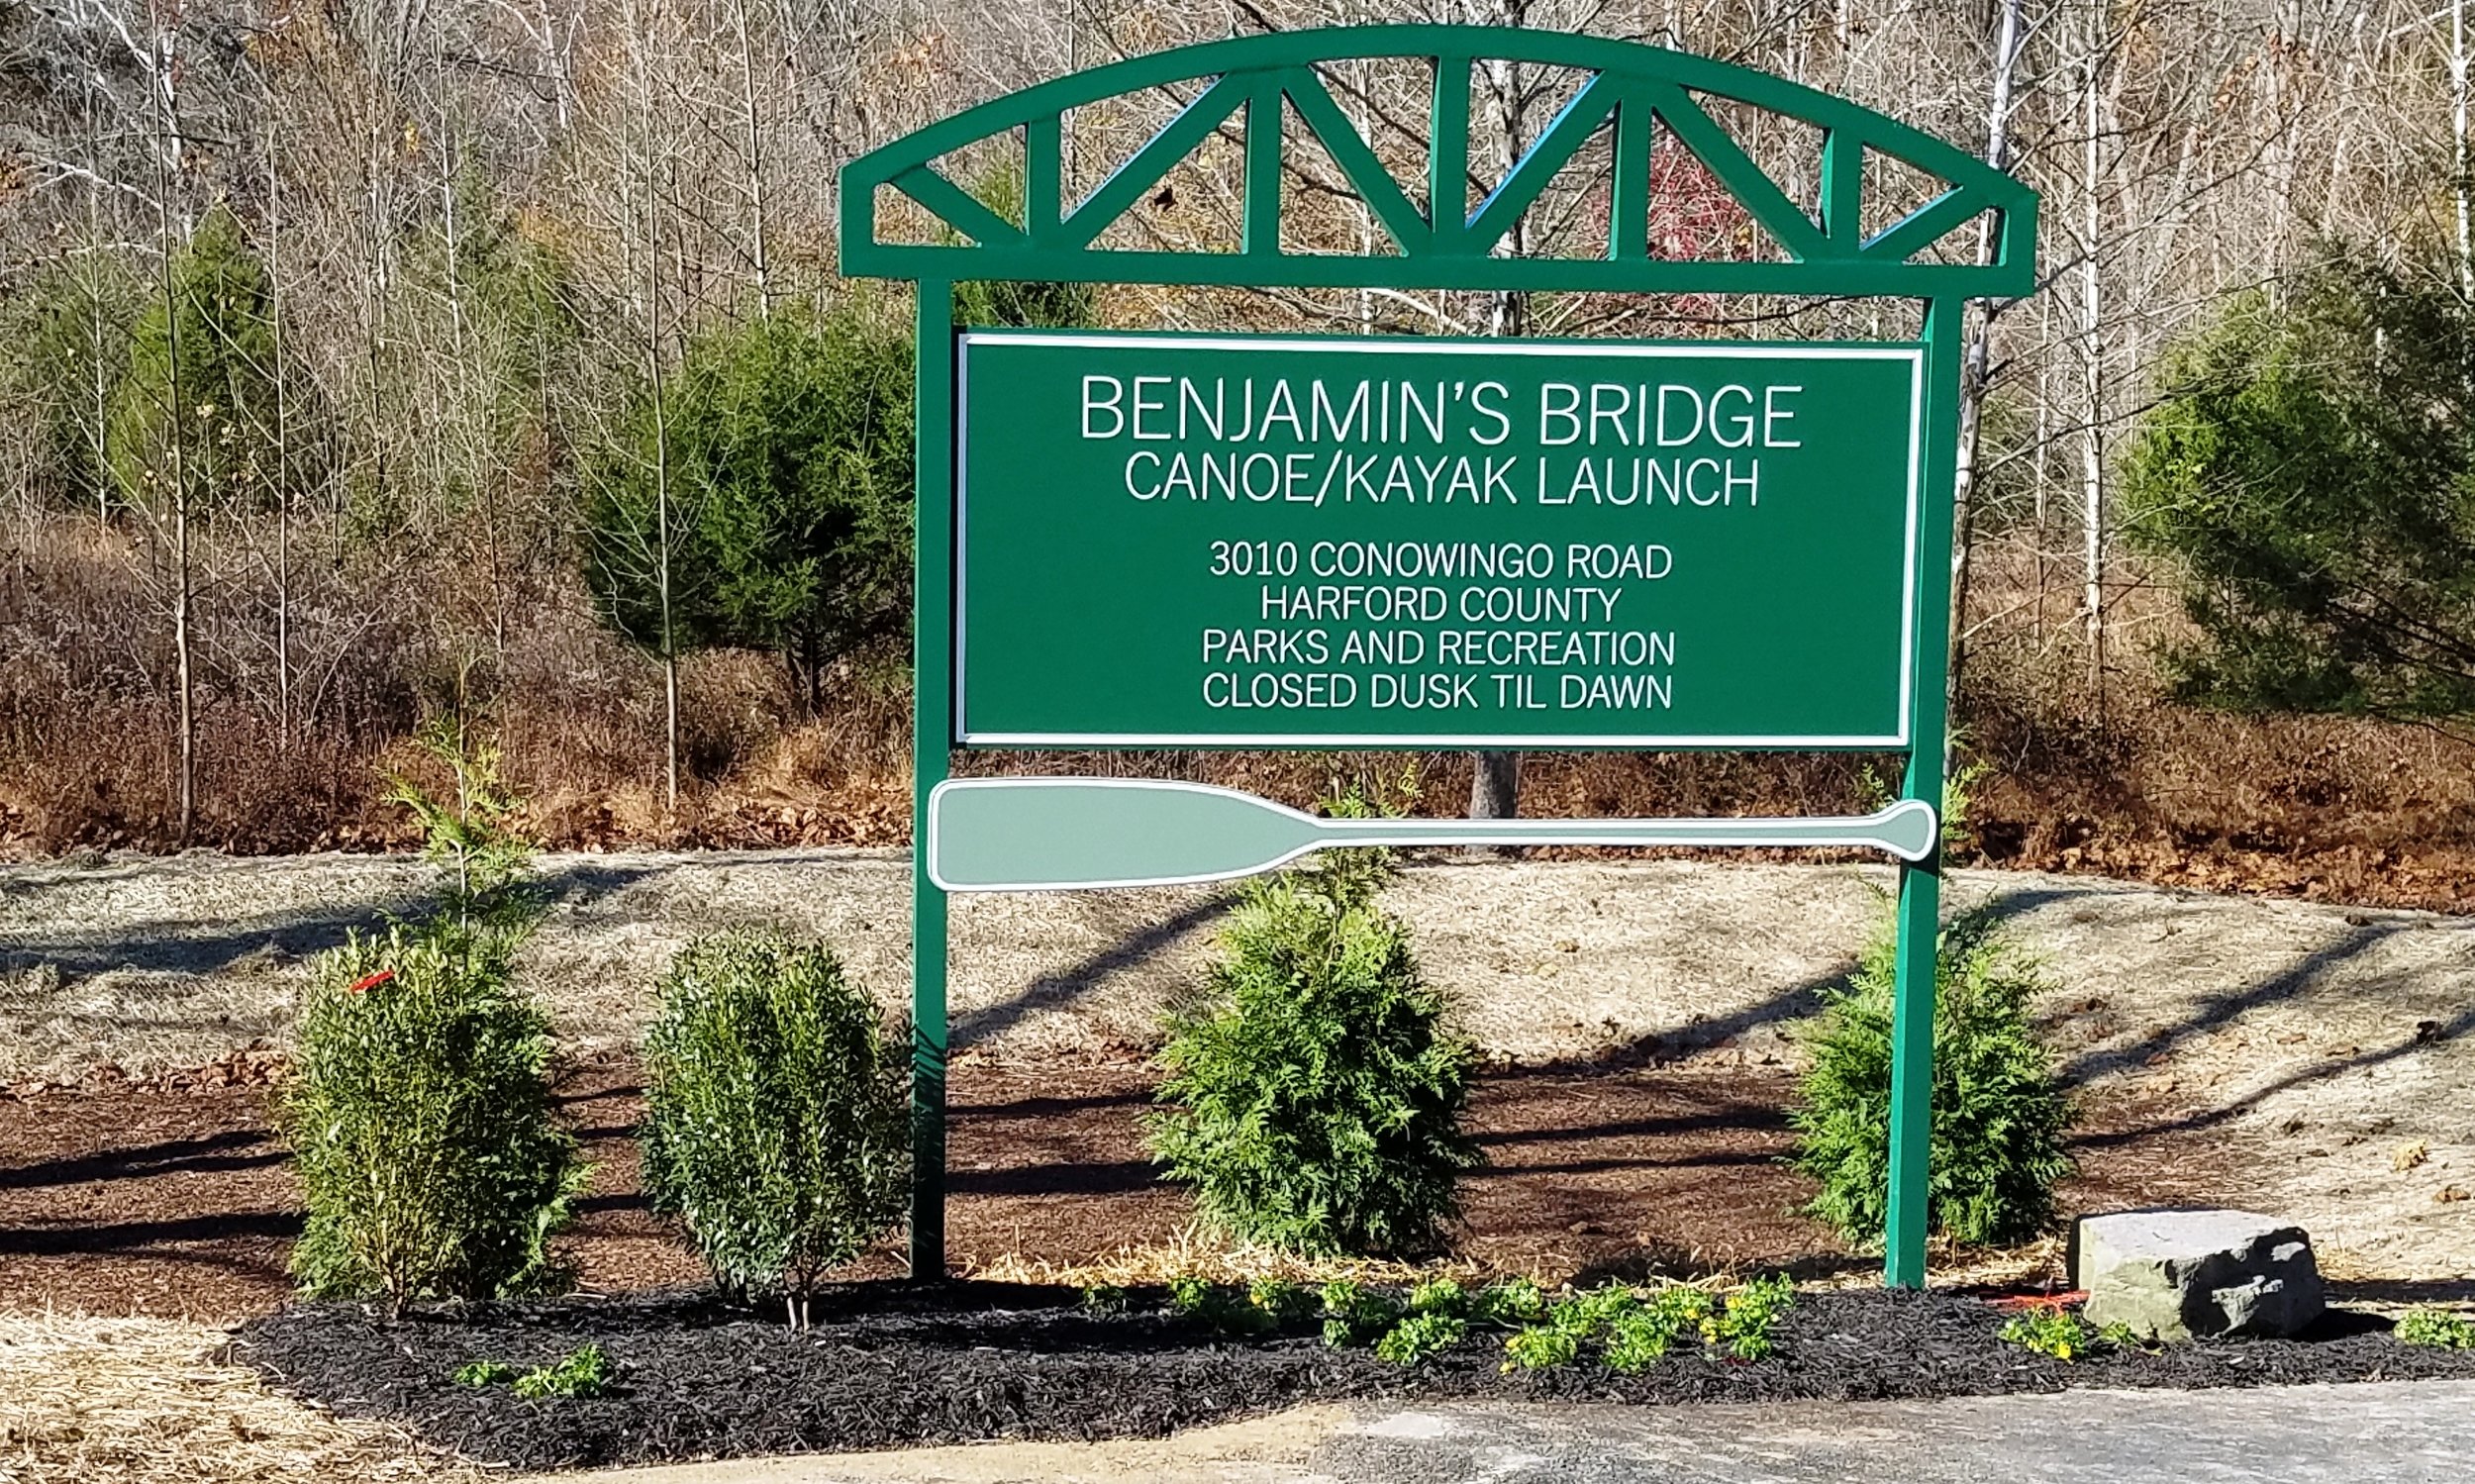 BENJAMIN'S BRIDGE
CANOE/KAYAK LAUNCH
3010 CONOWINGO ROAD
HARFORD COUNTY
PARKS AND RECREATION
CLOSED DUSK TIL DAWN